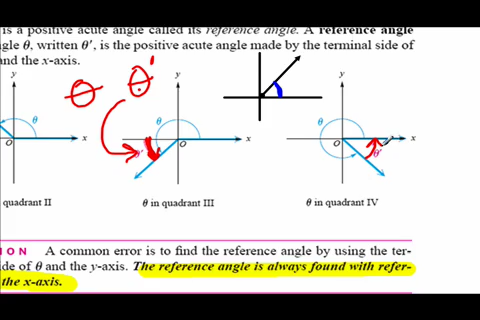 is a positive acute angle called its reference angle. A reference angle
gle θ, written θ′, is the positive acute angle made by the terminal side of
and the x-axis.
θ θ′
y y y
θ θ θ
O x θ′ O x O θ′ x
quadrant II θ in quadrant III θ in quadrant IV
ION A common error is to find the reference angle by using the ter-
de of θ and the y-axis. The reference angle is always found with refer-
the x-axis.